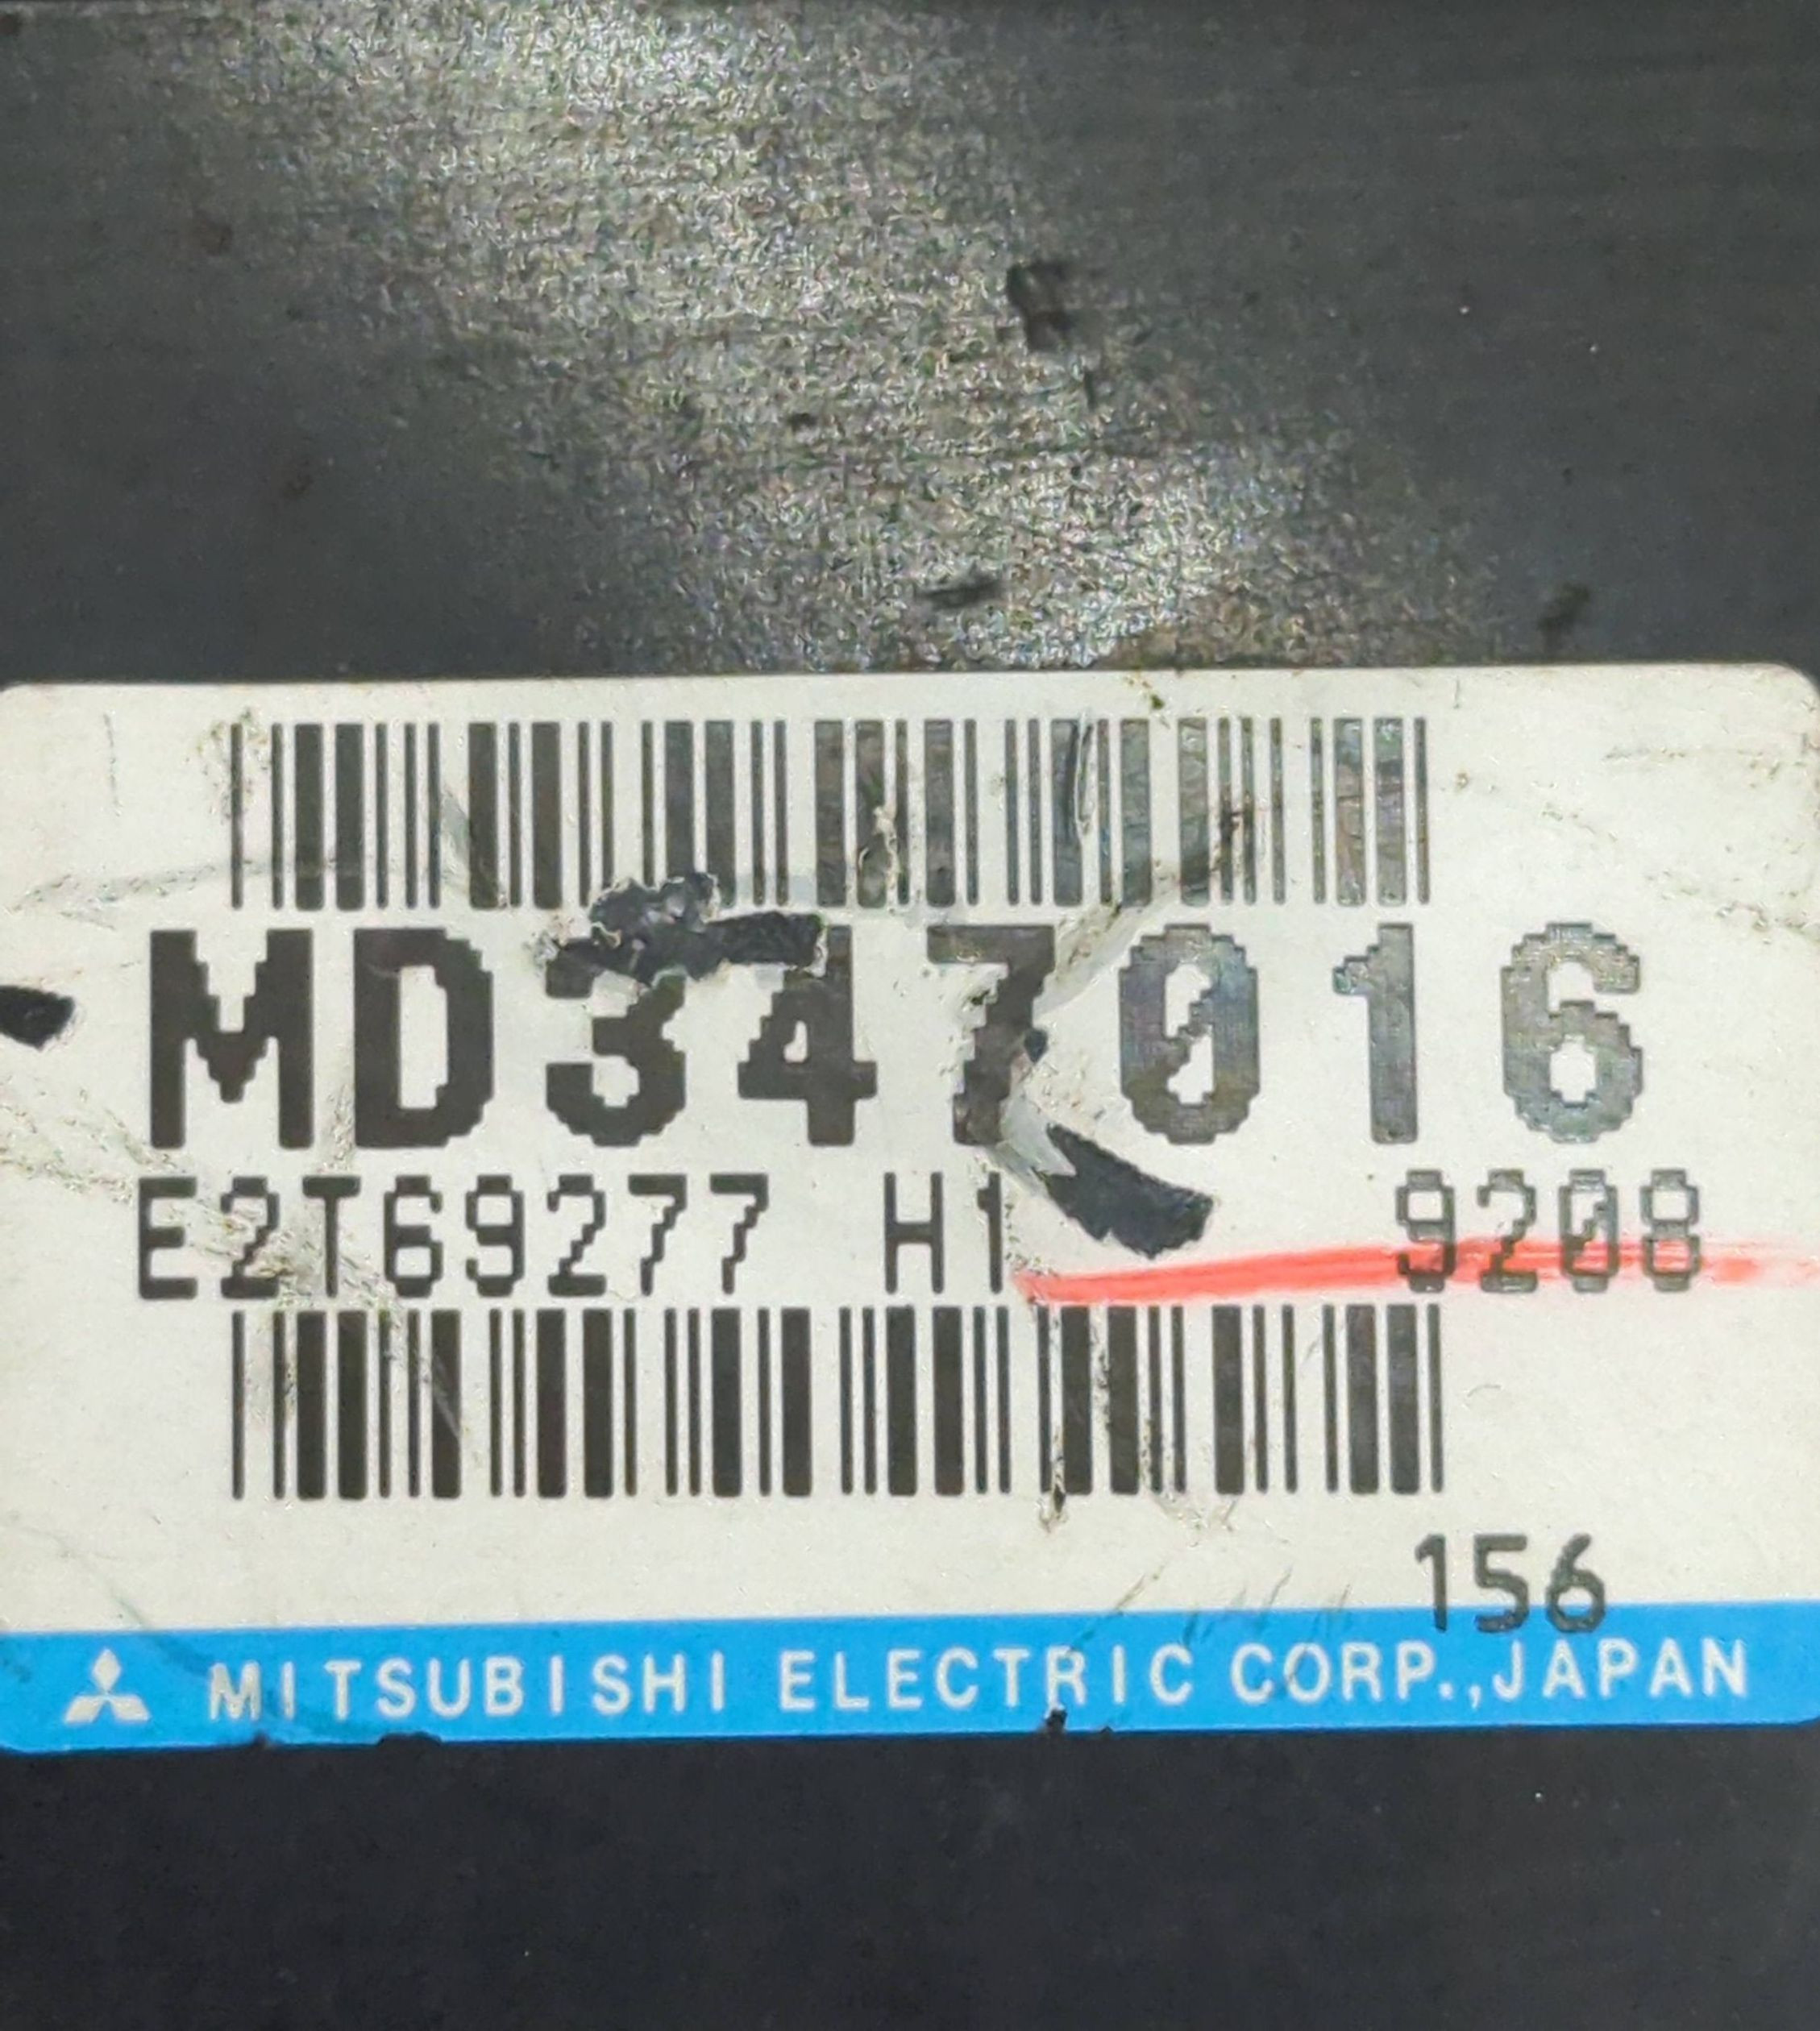 MD347016
E2T69277 H1 9208
156
MITSUBISHI ELECTRIC CORP.,JAPAN